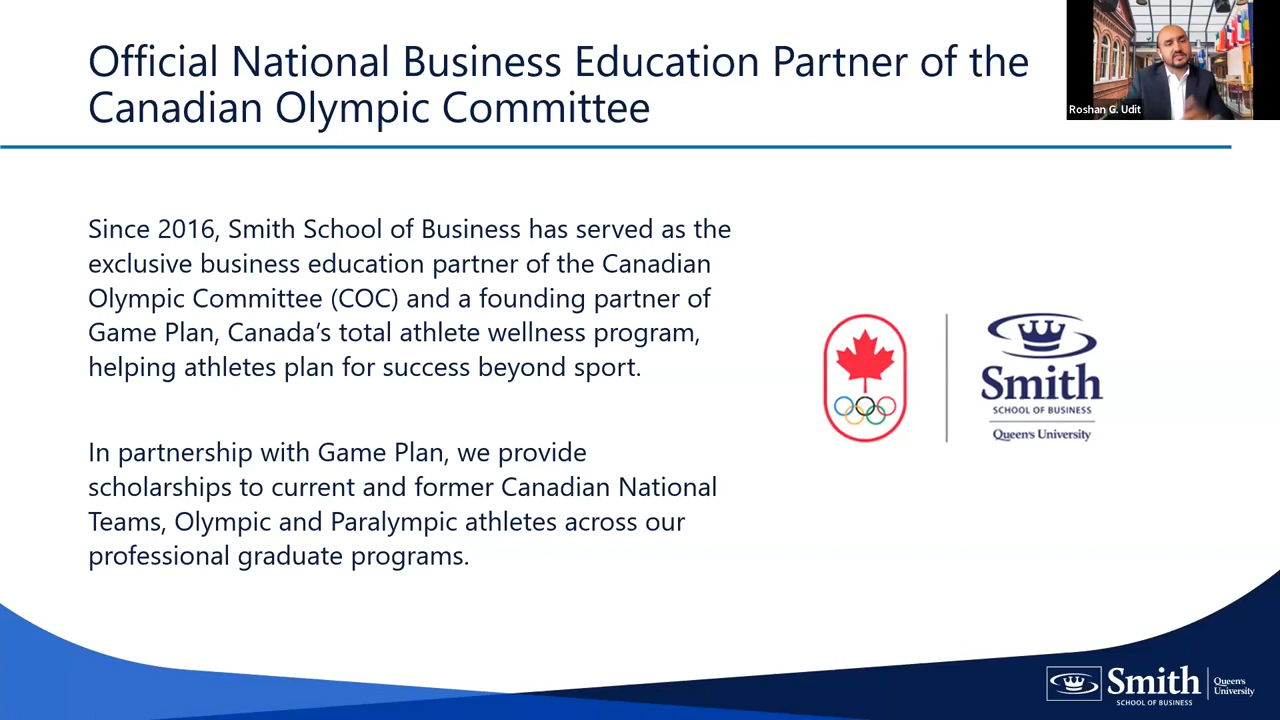 Official National Business Education Partner of the
Canadian Olympic Committee
Roshan G. Udit
Since 2016, Smith School of Business has served as the
exclusive business education partner of the Canadian
Olympic Committee (COC) and a founding partner of
Game Plan, Canada’s total athlete wellness program,
helping athletes plan for success beyond sport.
In partnership with Game Plan, we provide
scholarships to current and former Canadian National
Teams, Olympic and Paralympic athletes across our
professional graduate programs.
Smith
SCHOOL OF BUSINESS
Queen's University
Smith
SCHOOL OF BUSINESS
Queen's
University